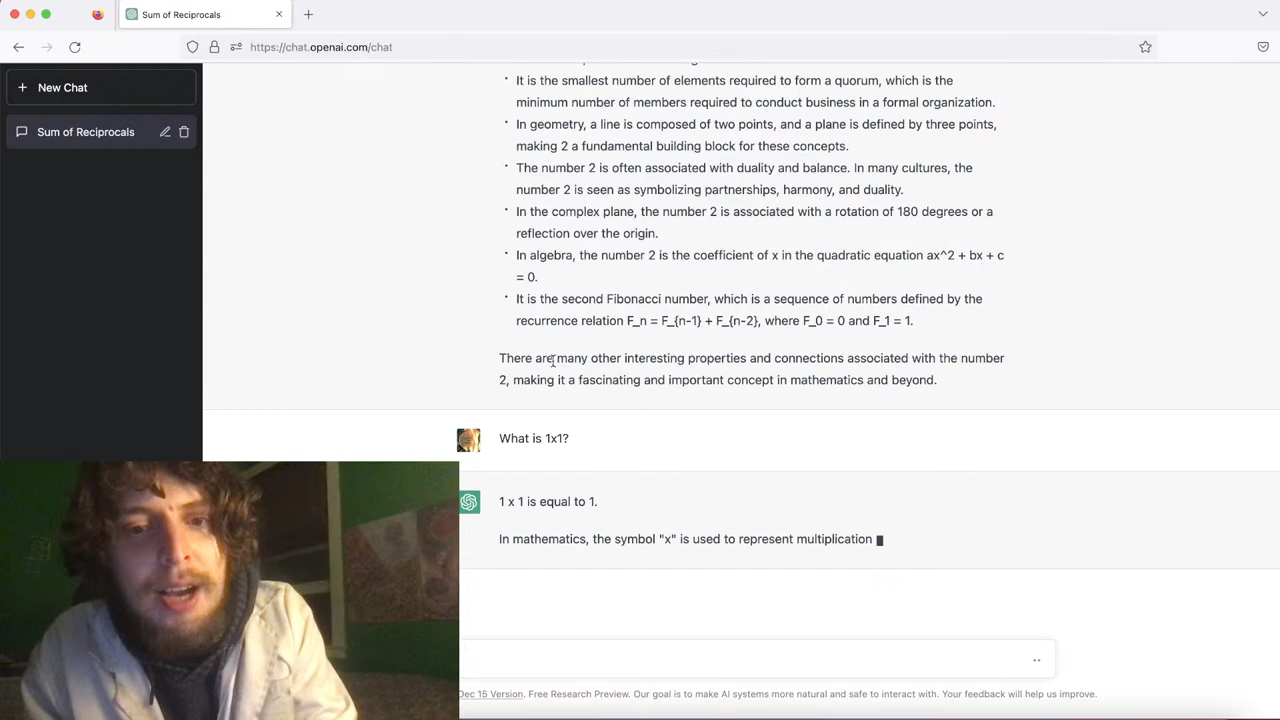 Sum of Reciprocals
https://chat.openai.com/chat
New Chat
Sum of Reciprocals
It is the smallest number of elements required to form a quorum, which is the
minimum number of members required to conduct business in a formal organization.
In geometry, a line is composed of two points, and a plane is defined by three points,
making 2 a fundamental building block for these concepts.
The number 2 is often associated with duality and balance. In many cultures, the
number 2 is seen as symbolizing partnerships, harmony, and duality.
In the complex plane, the number 2 is associated with a rotation of 180 degrees or a
reflection over the origin.
In algebra, the number 2 is the coefficient of x in the quadratic equation ax^2 + bx + c
= 0.
It is the second Fibonacci number, which is a sequence of numbers defined by the
recurrence relation F_n = F_{n-1} + F_{n-2}, where F_0 = 0 and F_1 = 1.
There are many other interesting properties and connections associated with the number
2, making it a fascinating and important concept in mathematics and beyond.
What is 1x1?
1 x 1 is equal to 1.
In mathematics, the symbol "x" is used to represent multiplication
Dec 15 Version. Free Research Preview. Our goal is to make AI systems more natural and safe to interact with. Your feedback will help us improve.